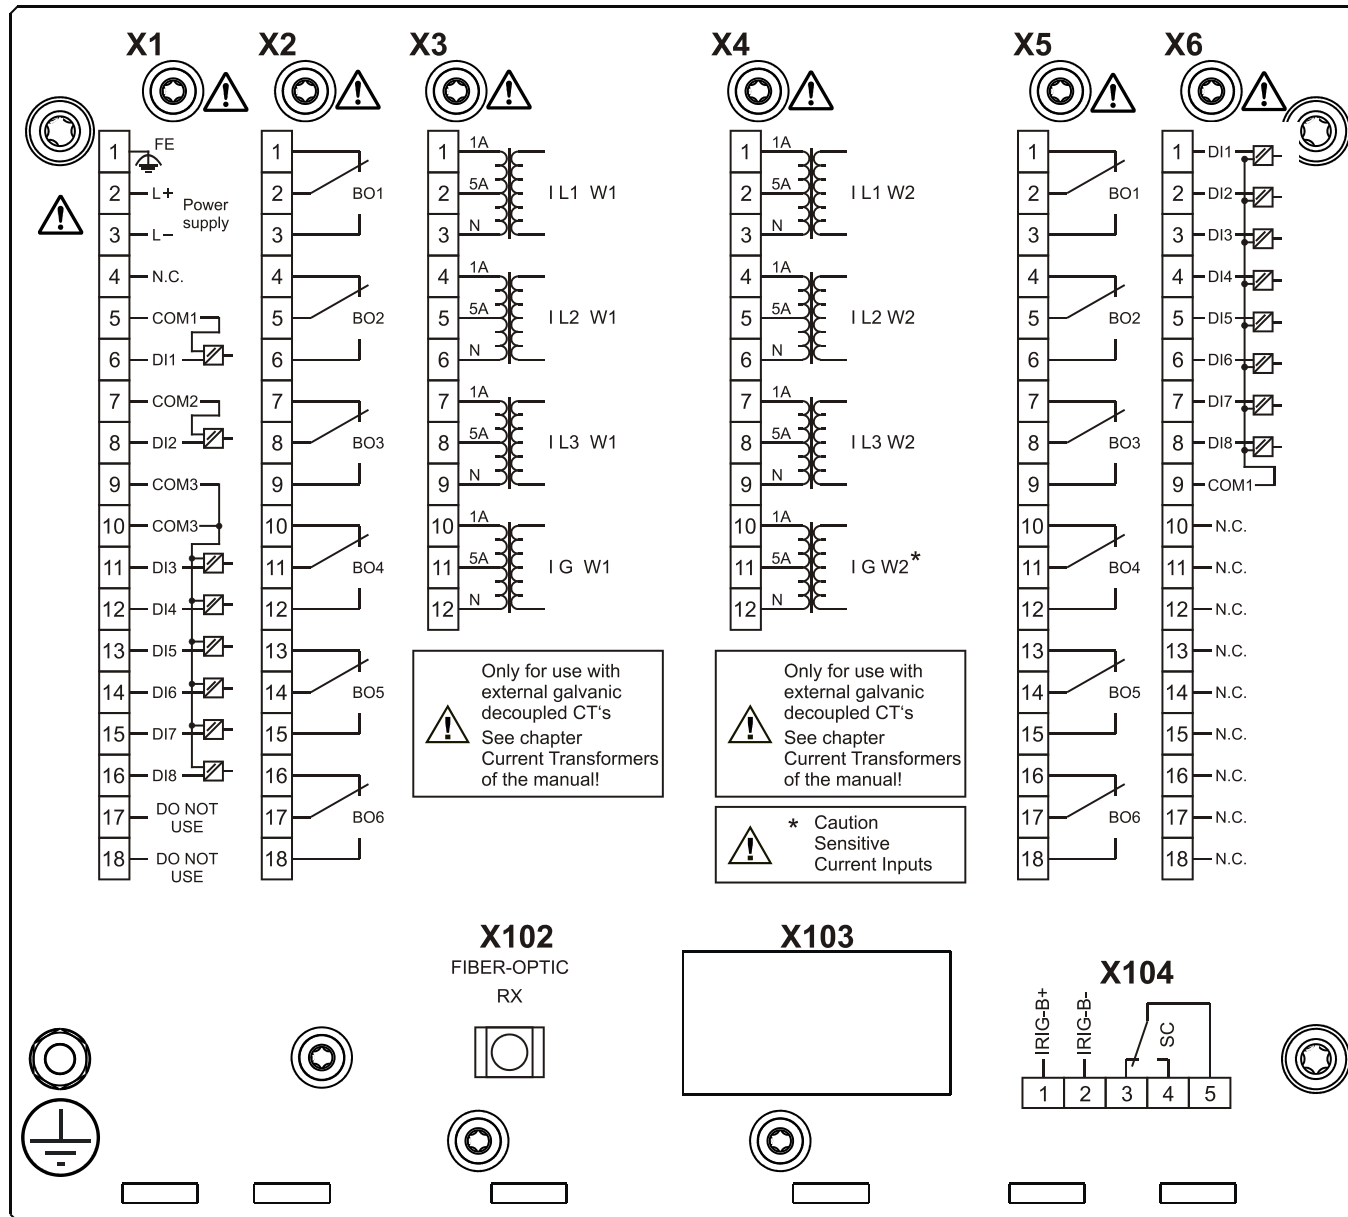 X1
X2
X3
X4
X5
X6
1 FE
2 L+ Power
supply
3 L−
4 N.C.
5 COM1
6 DI1
7 COM2
8 DI2
9 COM3
10 COM3
11 DI3
12 DI4
13 DI5
14 DI6
15 DI7
16 DI8
17 DO NOT
USE
18 DO NOT
USE
1
2 BO1
3
4
5 BO2
6
7
8 BO3
9
10
11 BO4
12
13
14 BO5
15
16
17 BO6
18
1 1A
2 5A I L1 W1
3 N
4 1A
5 5A I L2 W1
6 N
7 1A
8 5A I L3 W1
9 N
10 1A
11 5A I G W1
12 N
Only for use with
external galvanic
decoupled CT‘s
See chapter
Current Transformers
of the manual!
1 1A
2 5A I L1 W2
3 N
4 1A
5 5A I L2 W2
6 N
7 1A
8 5A I L3 W2
9 N
10 1A
11 5A I G W2*
12 N
Only for use with
external galvanic
decoupled CT‘s
See chapter
Current Transformers
of the manual!
* Caution
Sensitive
Current Inputs
1
2 BO1
3
4
5 BO2
6
7
8 BO3
9
10
11 BO4
12
13
14 BO5
15
16
17 BO6
18
1 DI1
2 DI2
3 DI3
4 DI4
5 DI5
6 DI6
7 DI7
8 DI8
9 COM1
10 N.C.
11 N.C.
12 N.C.
13 N.C.
14 N.C.
15 N.C.
16 N.C.
17 N.C.
18 N.C.
X102
FIBER-OPTIC
RX
X103
X104
IRIG-B+
IRIG-B-
SC
1 2 3 4 5